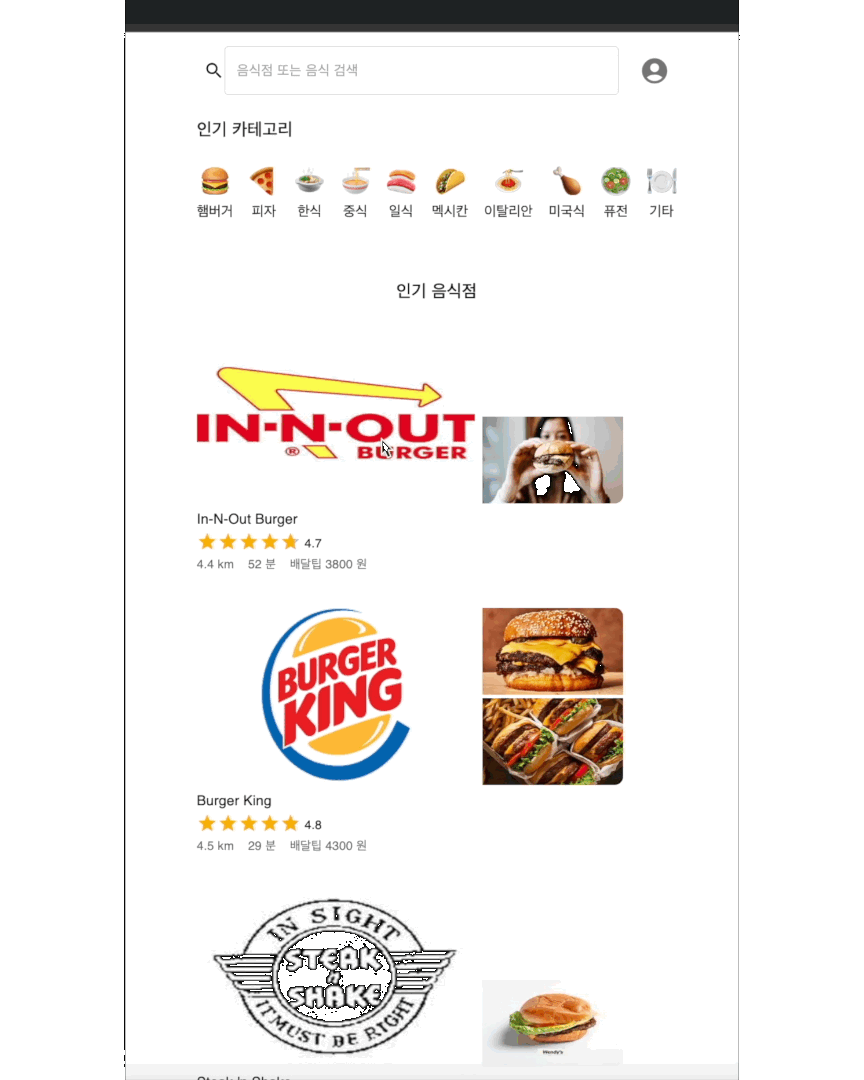 음식점 또는 음식 검색
인기 카테고리
햄버거 피자 한식 중식 일식 멕시칸 이탈리안 미국식 퓨전 기타
인기 음식점
IN-N-OUT
® BURGER
In-N-Out Burger
4.7
4.4 km 52 분 배달팁 3800 원
BURGER
KING
Burger King
4.8
4.5 km 29 분 배달팁 4300 원
IN SIGHT
STEAK
n
SHAKE
IT MUST BE RIGHT
Wendy's